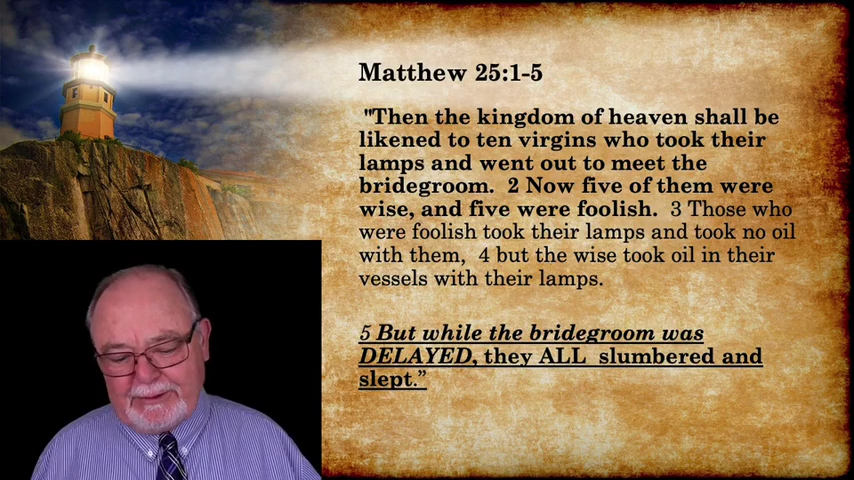 Matthew 25:1-5
"Then the kingdom of heaven shall be
likened to ten virgins who took their
lamps and went out to meet the
bridegroom. 2 Now five of them were
wise, and five were foolish. 3 Those who
were foolish took their lamps and took no oil
with them, 4 but the wise took oil in their
vessels with their lamps.
5 But while the bridegroom was
DELAYED, they ALL slumbered and
slept.”